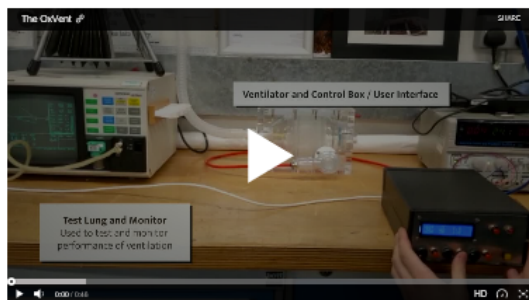 The OxVent
SHARE
Ventilator and Control Box / User Interface
Test Lung and Monitor
Used to test and monitor
performance of ventilation
0:00 / 0:46
HD